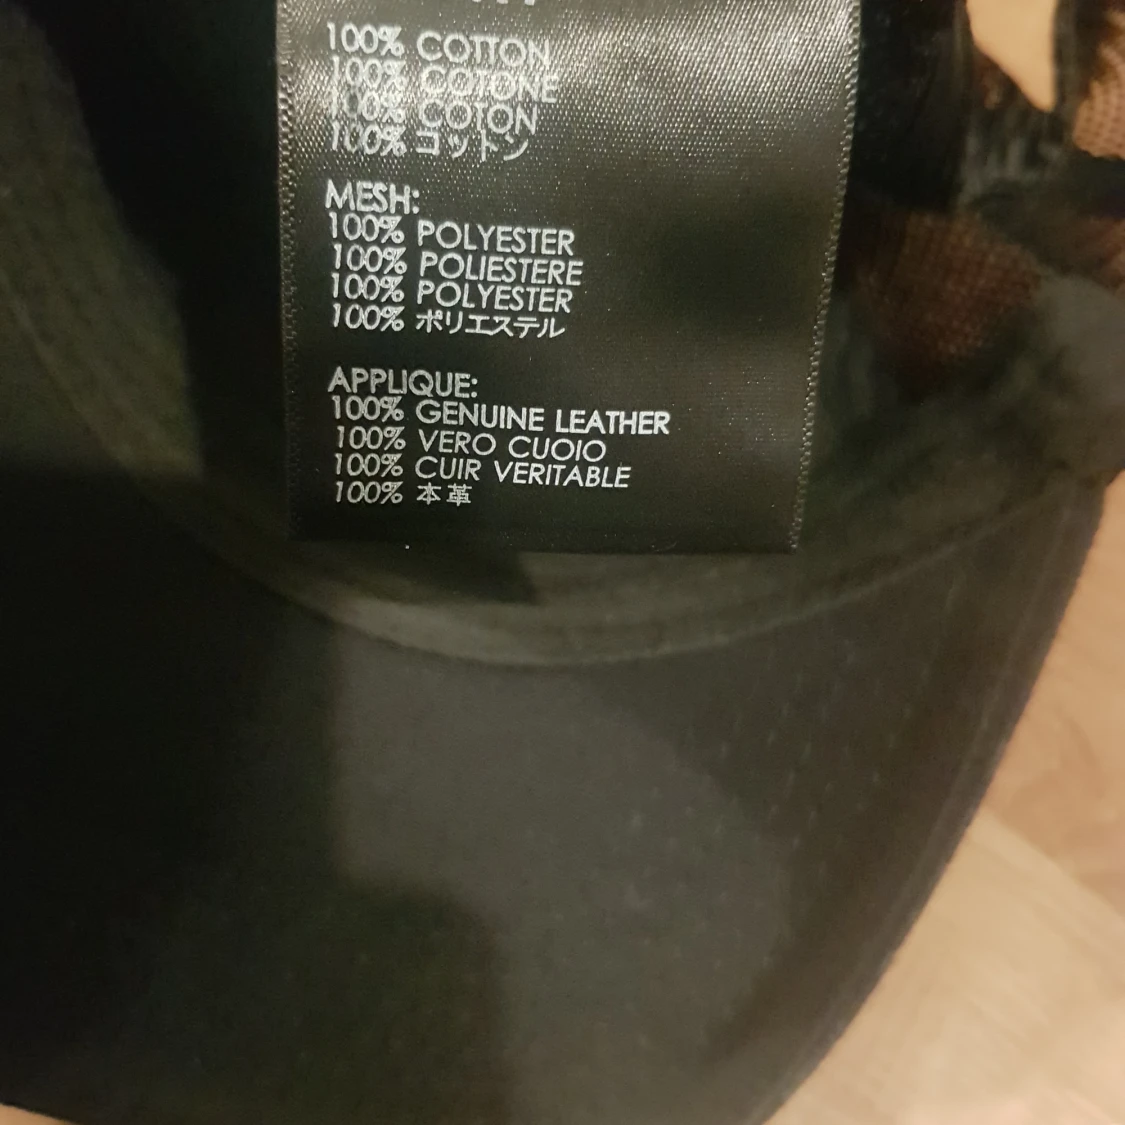 100% COTTON
100% COTONE
100% COTON
100% コットン
MESH:
100% POLYESTER
100% POLIESTERE
100% POLYESTER
100% ポリエステル
APPLIQUE:
100% GENUINE LEATHER
100% VERO CUOIO
100% CUIR VERITABLE
100% 本革